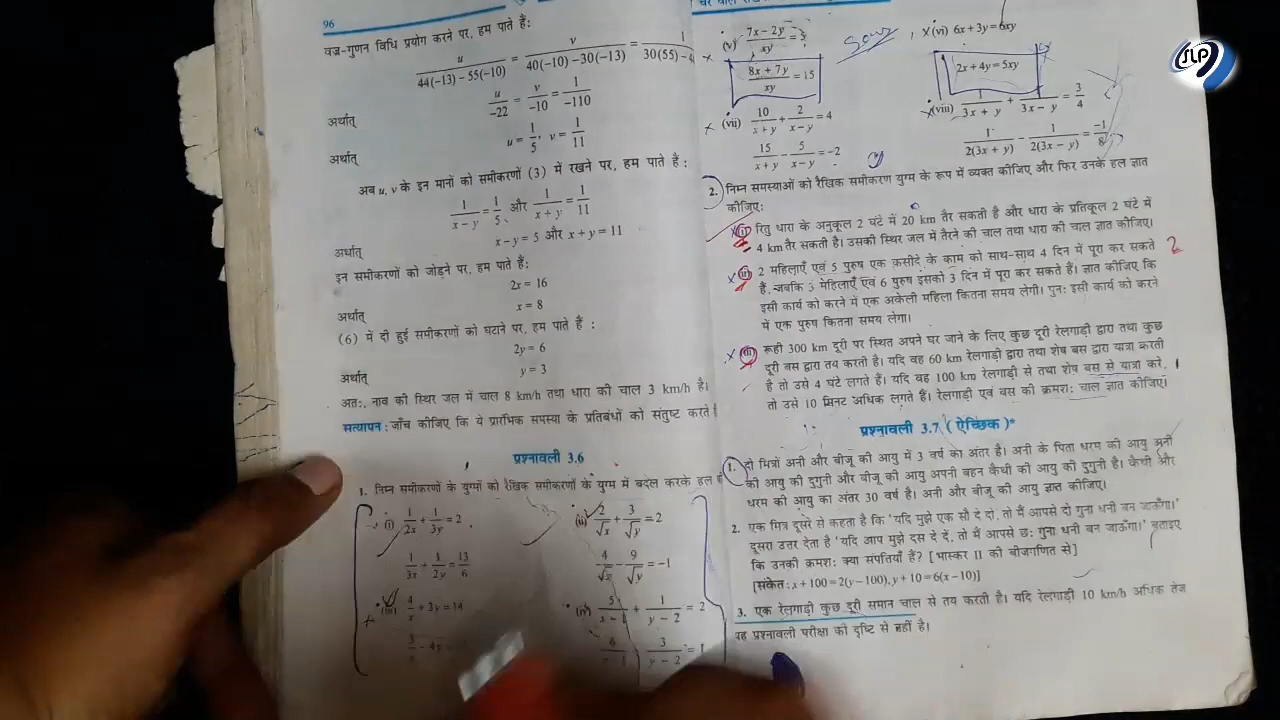 96
वज्र-गुणन विधि प्रयोग करने पर, हम पाते हैं:
u/(44(-13) - 55(-10)) = v/(40(-10) - 30(-13)) = 1/(30(55) - 4
अर्थात् u/-22 = v/-10 = 1/-110
अर्थात् u = 1/5, v = 1/11
अब u, v के इन मानों को समीकरणों (3) में रखने पर, हम पाते हैं :
1/(x - y) = 1/5 और 1/(x + y) = 1/11
अर्थात् x - y = 5 और x + y = 11
इन समीकरणों को जोड़ने पर, हम पाते हैं:
2x = 16
अर्थात् x = 8
(6) में दी हुई समीकरणों को घटाने पर, हम पाते हैं :
2y = 6
अर्थात् y = 3
अतः, नाव की स्थिर जल में चाल 8 km/h तथा धारा की चाल 3 km/h है।
सत्यापन : जाँच कीजिए कि ये प्रारंभिक समस्या के प्रतिबंधों को संतुष्ट करते
प्रश्नावली 3.6
1. निम्न समीकरणों के युग्मों को रैखिक समीकरणों के युग्म में बदल करके हल
(i) 1/2x + 1/3y = 2
1/3x + 1/2y = 13/6
(ii) 2/√x + 3/√y = 2
4/√x - 9/√y = -1
(iii) 4/x + 3y = 14
3/x - 4y
(iv) 5/(x - 1) + 1/(y - 2) = 2
6/(x - 1) 3/(y - 2) = 1
(v) (7x - 2y)/xy = 5
(8x + 7y)/xy = 15
(vi) 6x + 3y = 6xy
2x + 4y = 5xy
(vii) 10/(x + y) + 2/(x - y) = 4
15/(x + y) - 5/(x - y) = -2
(viii) 1/(3x + y) + 1/(3x - y) = 3/4
1/2(3x + y) - 1/2(3x - y) = -1/8
2. निम्न समस्याओं को रैखिक समीकरण युग्म के रूप में व्यक्त कीजिए और फिर उनके हल ज्ञात
कीजिए:
(i) रितु धारा के अनुकूल 2 घंटे में 20 km तैर सकती है और धारा के प्रतिकूल 2 घंटे में
4 km तैर सकती है। उसकी स्थिर जल में तैरने की चाल तथा धारा की चाल ज्ञात कीजिए।
(ii) 2 महिलाएँ एवं 5 पुरुष एक कसीदे के काम को साथ-साथ 4 दिन में पूरा कर सकते
हैं, जबकि 3 महिलाएँ एवं 6 पुरुष इसको 3 दिन में पूरा कर सकते हैं। ज्ञात कीजिए कि
इसी कार्य को करने में एक अकेली महिला कितना समय लेगी। पुनः इसी कार्य को करने
में एक पुरुष कितना समय लेगा।
2
(iii) रूही 300 km दूरी पर स्थित अपने घर जाने के लिए कुछ दूरी रेलगाड़ी द्वारा तथा कुछ
दूरी बस द्वारा तय करती है। यदि वह 60 km रेलगाड़ी द्वारा तथा शेष बस द्वारा यात्रा करती
है तो उसे 4 घंटे लगते हैं। यदि वह 100 km रेलगाड़ी से तथा शेष बस से यात्रा करे,
तो उसे 10 मिनट अधिक लगते हैं। रेलगाड़ी एवं बस की क्रमशः चाल ज्ञात कीजिए।
प्रश्नावली 3.7 (ऐच्छिक)*
1. दो मित्रों अनी और बीजू की आयु में 3 वर्ष का अंतर है। अनी के पिता धरम की आयु अनी
की आयु की दुगुनी और बीजू की आयु अपनी बहन कैथी की आयु की दुगुनी है। कैथी और
धरम की आयु का अंतर 30 वर्ष है। अनी और बीजू की आयु ज्ञात कीजिए।
2. एक मित्र दूसरे से कहता है कि 'यदि मुझे एक सौ दे दो, तो मैं आपसे दो गुना धनी बन जाऊँगा।'
दूसरा उत्तर देता है 'यदि आप मुझे दस दे दें, तो मैं आपसे छः गुना धनी बन जाऊँगा।' बताइए
कि उनकी क्रमशः क्या संपत्तियाँ हैं? [भास्कर II की बीजगणित से]
[संकेत : x + 100 = 2(y - 100), y + 10 = 6(x - 10)]
3. एक रेलगाड़ी कुछ दूरी समान चाल से तय करती है। यदि रेलगाड़ी 10 km/h अधिक तेज
यह प्रश्नावली परीक्षा की दृष्टि से नहीं है।
SLP